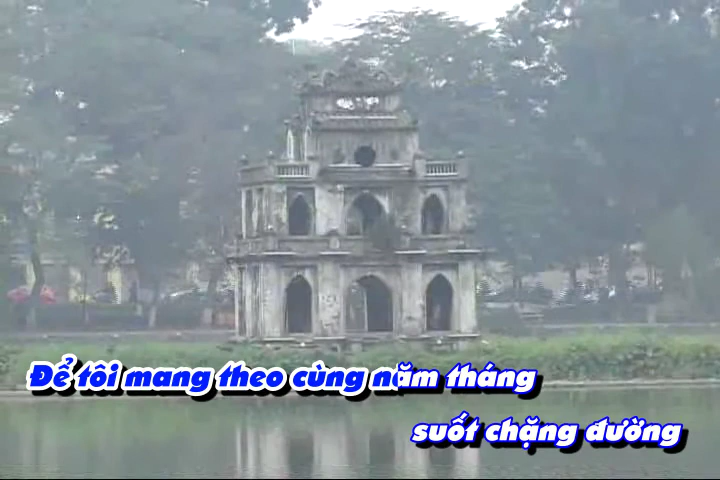 Để tôi mang theo cùng năm tháng
suốt chặng đường